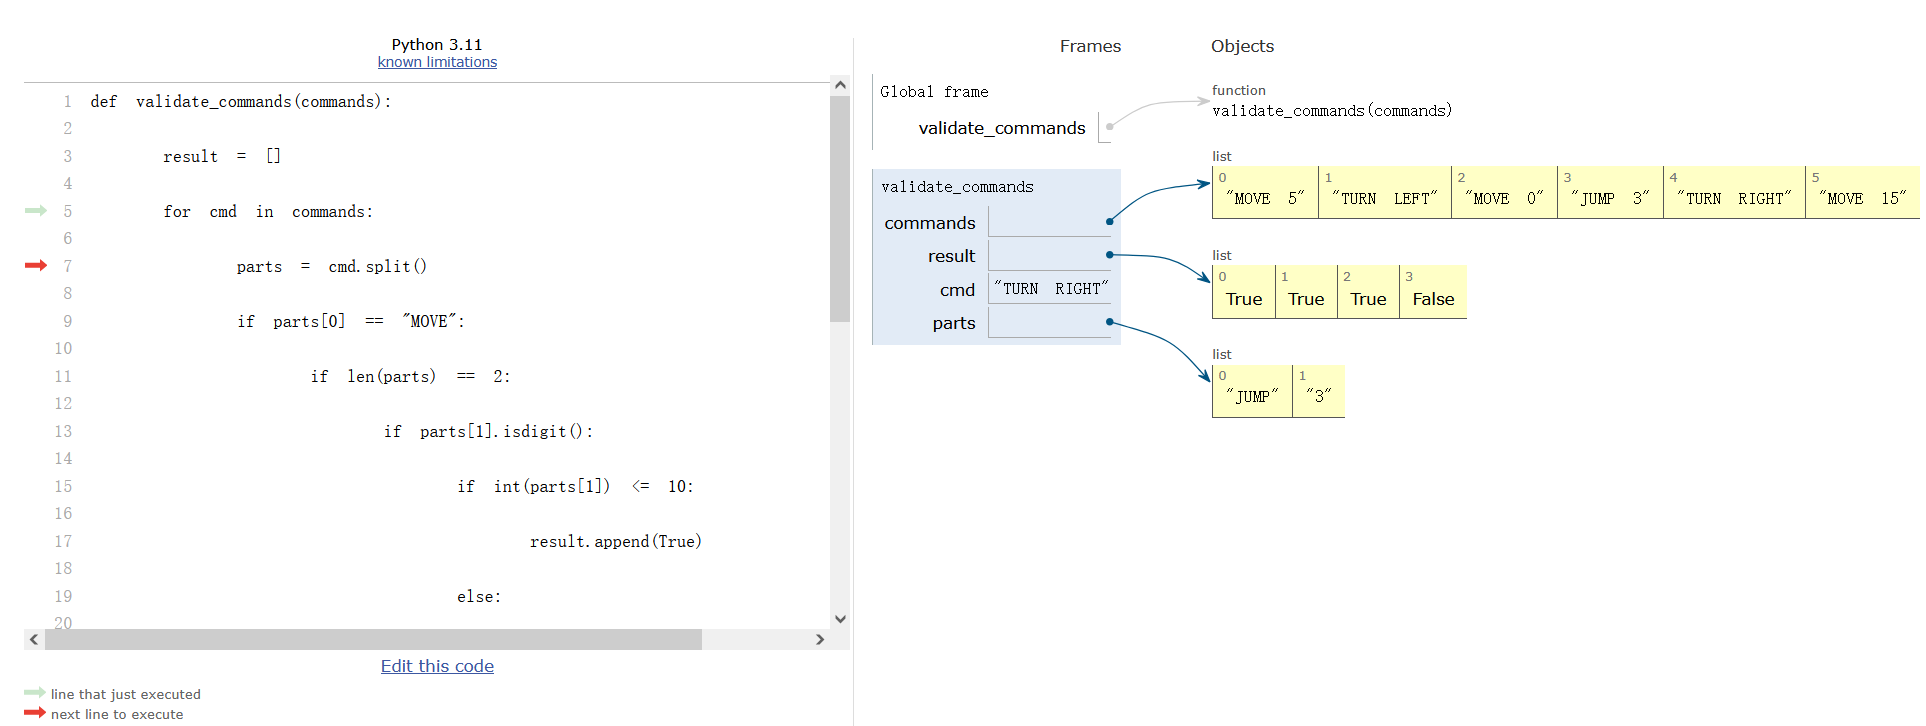 Python 3.11
known limitations
1 def validate_commands(commands):
2
3 result = []
4
5 for cmd in commands:
6
7 parts = cmd.split()
8
9 if parts[0] == "MOVE":
10
11 if len(parts) == 2:
12
13 if parts[1].isdigit():
14
15 if int(parts[1]) <= 10:
16
17 result.append(True)
18
19 else:
20
Edit this code
line that just executed
next line to execute
Frames Objects
Global frame
validate_commands
function
validate_commands(commands)
validate_commands
commands
result
cmd "TURN RIGHT"
parts
list
0 1 2 3 4 5
"MOVE 5" "TURN LEFT" "MOVE 0" "JUMP 3" "TURN RIGHT" "MOVE 15"
list
0 1 2 3
True True True False
list
0 1
"JUMP" "3"